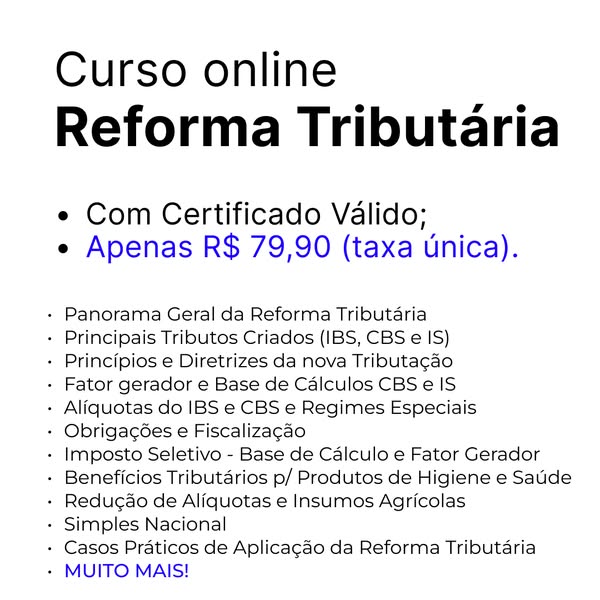 Curso online
Reforma Tributária
• Com Certificado Válido;
• Apenas R$ 79,90 (taxa única).
• Panorama Geral da Reforma Tributária
• Principais Tributos Criados (IBS, CBS e IS)
• Princípios e Diretrizes da nova Tributação
• Fator gerador e Base de Cálculos CBS e IS
• Alíquotas do IBS e CBS e Regimes Especiais
• Obrigações e Fiscalização
• Imposto Seletivo - Base de Cálculo e Fator Gerador
• Benefícios Tributários p/ Produtos de Higiene e Saúde
• Redução de Alíquotas e Insumos Agrícolas
• Simples Nacional
• Casos Práticos de Aplicação da Reforma Tributária
• MUITO MAIS!